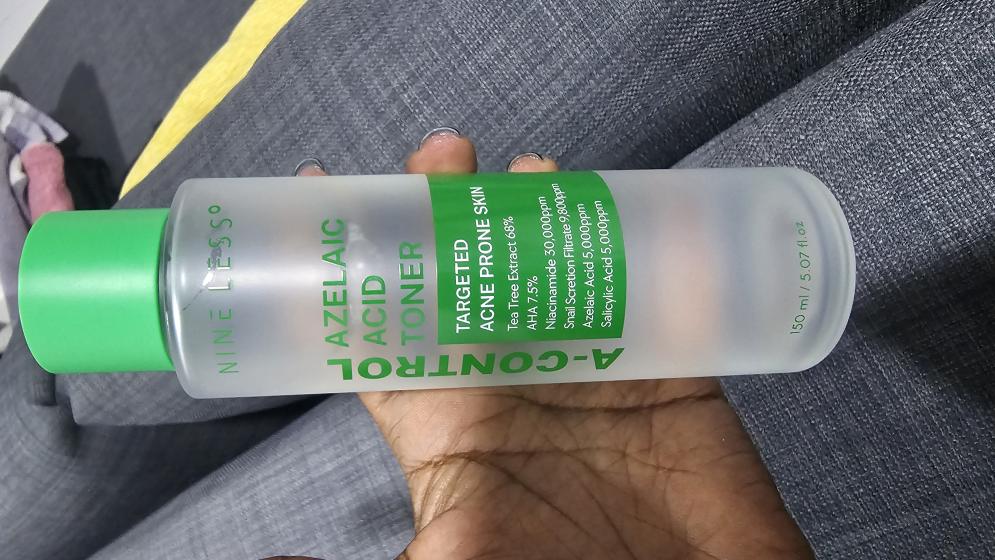 NINE LESS°
AZELAIC
ACID
TONER
TARGETED
ACNE PRONE SKIN
Tea Tree Extract 68%
AHA 7.5%
Niacinamide 30,000ppm
Snail Scretion Filtrate 9,800ppm
Azelaic Acid 5,000ppm
Salicylic Acid 5,000ppm
A-CONTROL
150 ml / 5.07 fl.oz